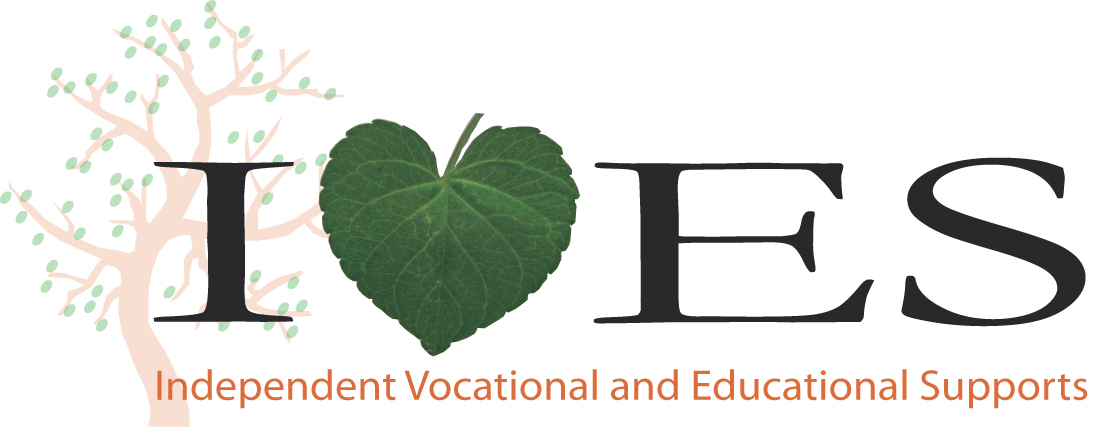 I ES
Independent Vocational and Educational Supports